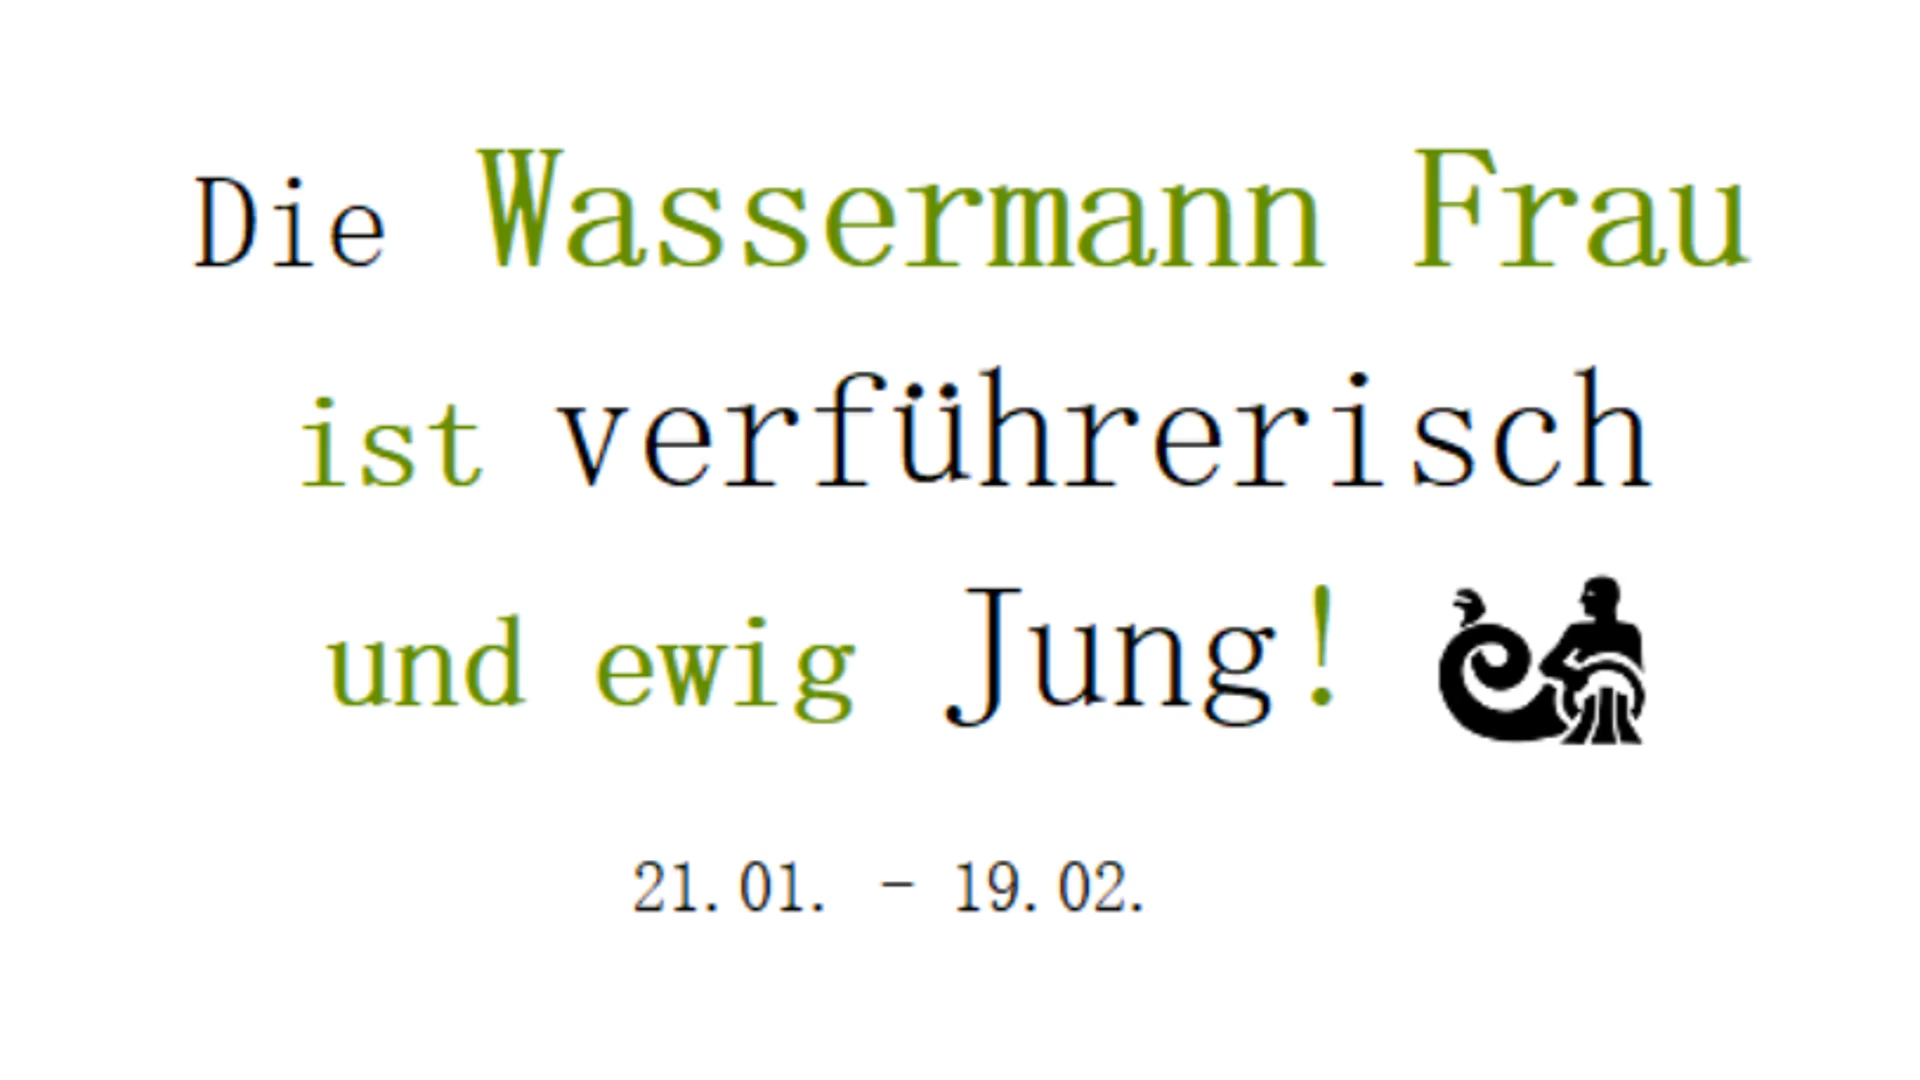 Die Wassermann Frau
ist verführerisch
und ewig Jung!
21.01. - 19.02.